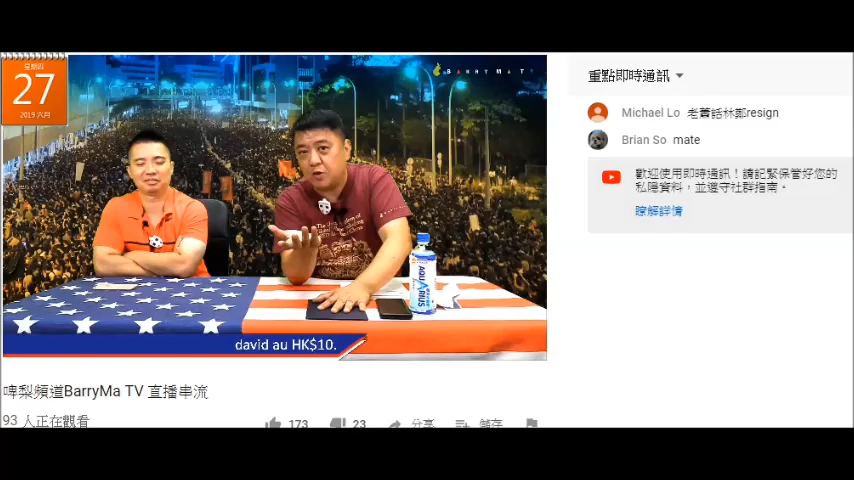 星期四
27
2019 六月
BARRYMA TV
AQUARIUS
david au HK$10.
啤梨頻道BarryMa TV 直播串流
93 人正在觀看
173
23
分享
儲存
重點即時通訊
Michael Lo 老蕭話林鄭resign
Brian So mate
歡迎使用即時通訊！請記緊保管好您的
私隱資料，並遵守社群指南。
瞭解詳情